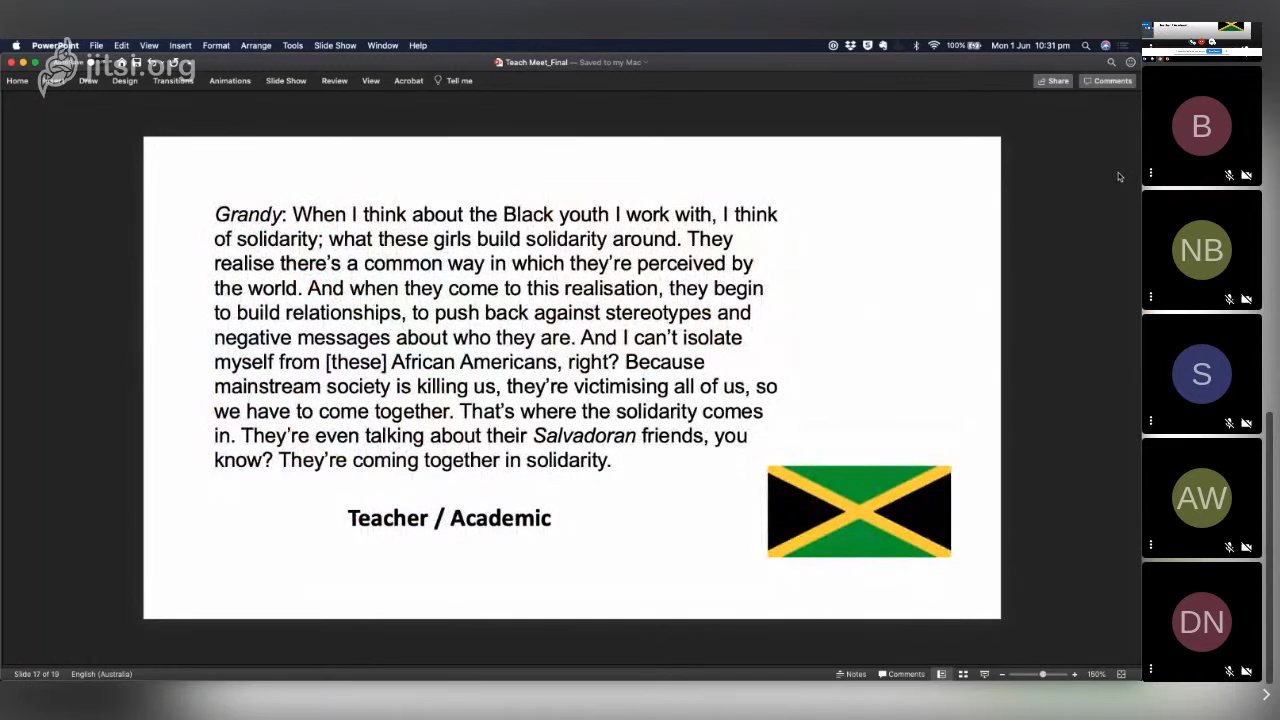 PowerPoint File Edit View Insert Format Arrange Tools Slide Show Window Help 100% Mon 1 Jun 10:31 pm
jitsi.org
Teach Meet_Final — Saved to my Mac
Home Draw Design Transitions Animations Slide Show Review View Acrobat Tell me Share Comments
Grandy: When I think about the Black youth I work with, I think
of solidarity; what these girls build solidarity around. They
realise there's a common way in which they're perceived by
the world. And when they come to this realisation, they begin
to build relationships, to push back against stereotypes and
negative messages about who they are. And I can't isolate
myself from [these] African Americans, right? Because
mainstream society is killing us, they're victimising all of us, so
we have to come together. That's where the solidarity comes
in. They're even talking about their Salvadoran friends, you
know? They're coming together in solidarity.
Teacher / Academic
B
NB
S
AW
DN
Slide 17 of 19 English (Australia) Notes Comments 150%